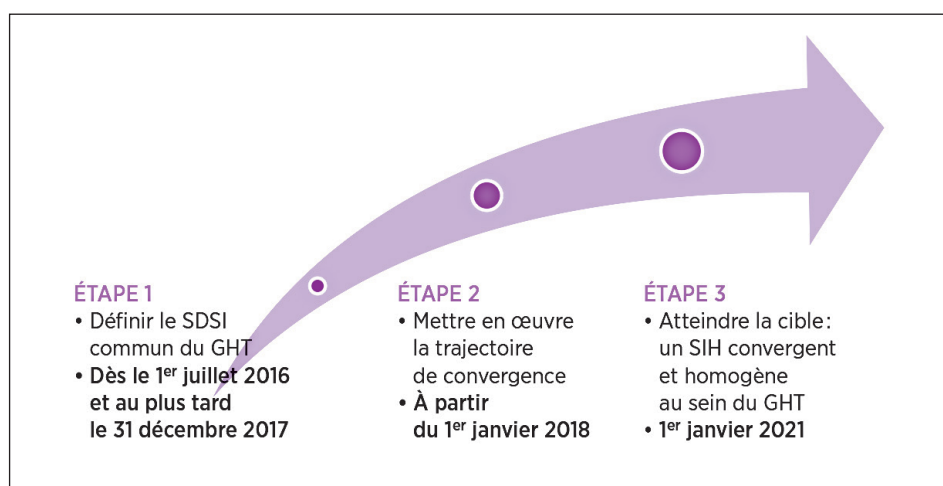 ÉTAPE 1
• Définir le SDSI
commun du GHT
• Dès le 1er juillet 2016
et au plus tard
le 31 décembre 2017
ÉTAPE 2
• Mettre en œuvre
la trajectoire
de convergence
• À partir
du 1er janvier 2018
ÉTAPE 3
• Atteindre la cible :
un SIH convergent
et homogène
au sein du GHT
• 1er janvier 2021